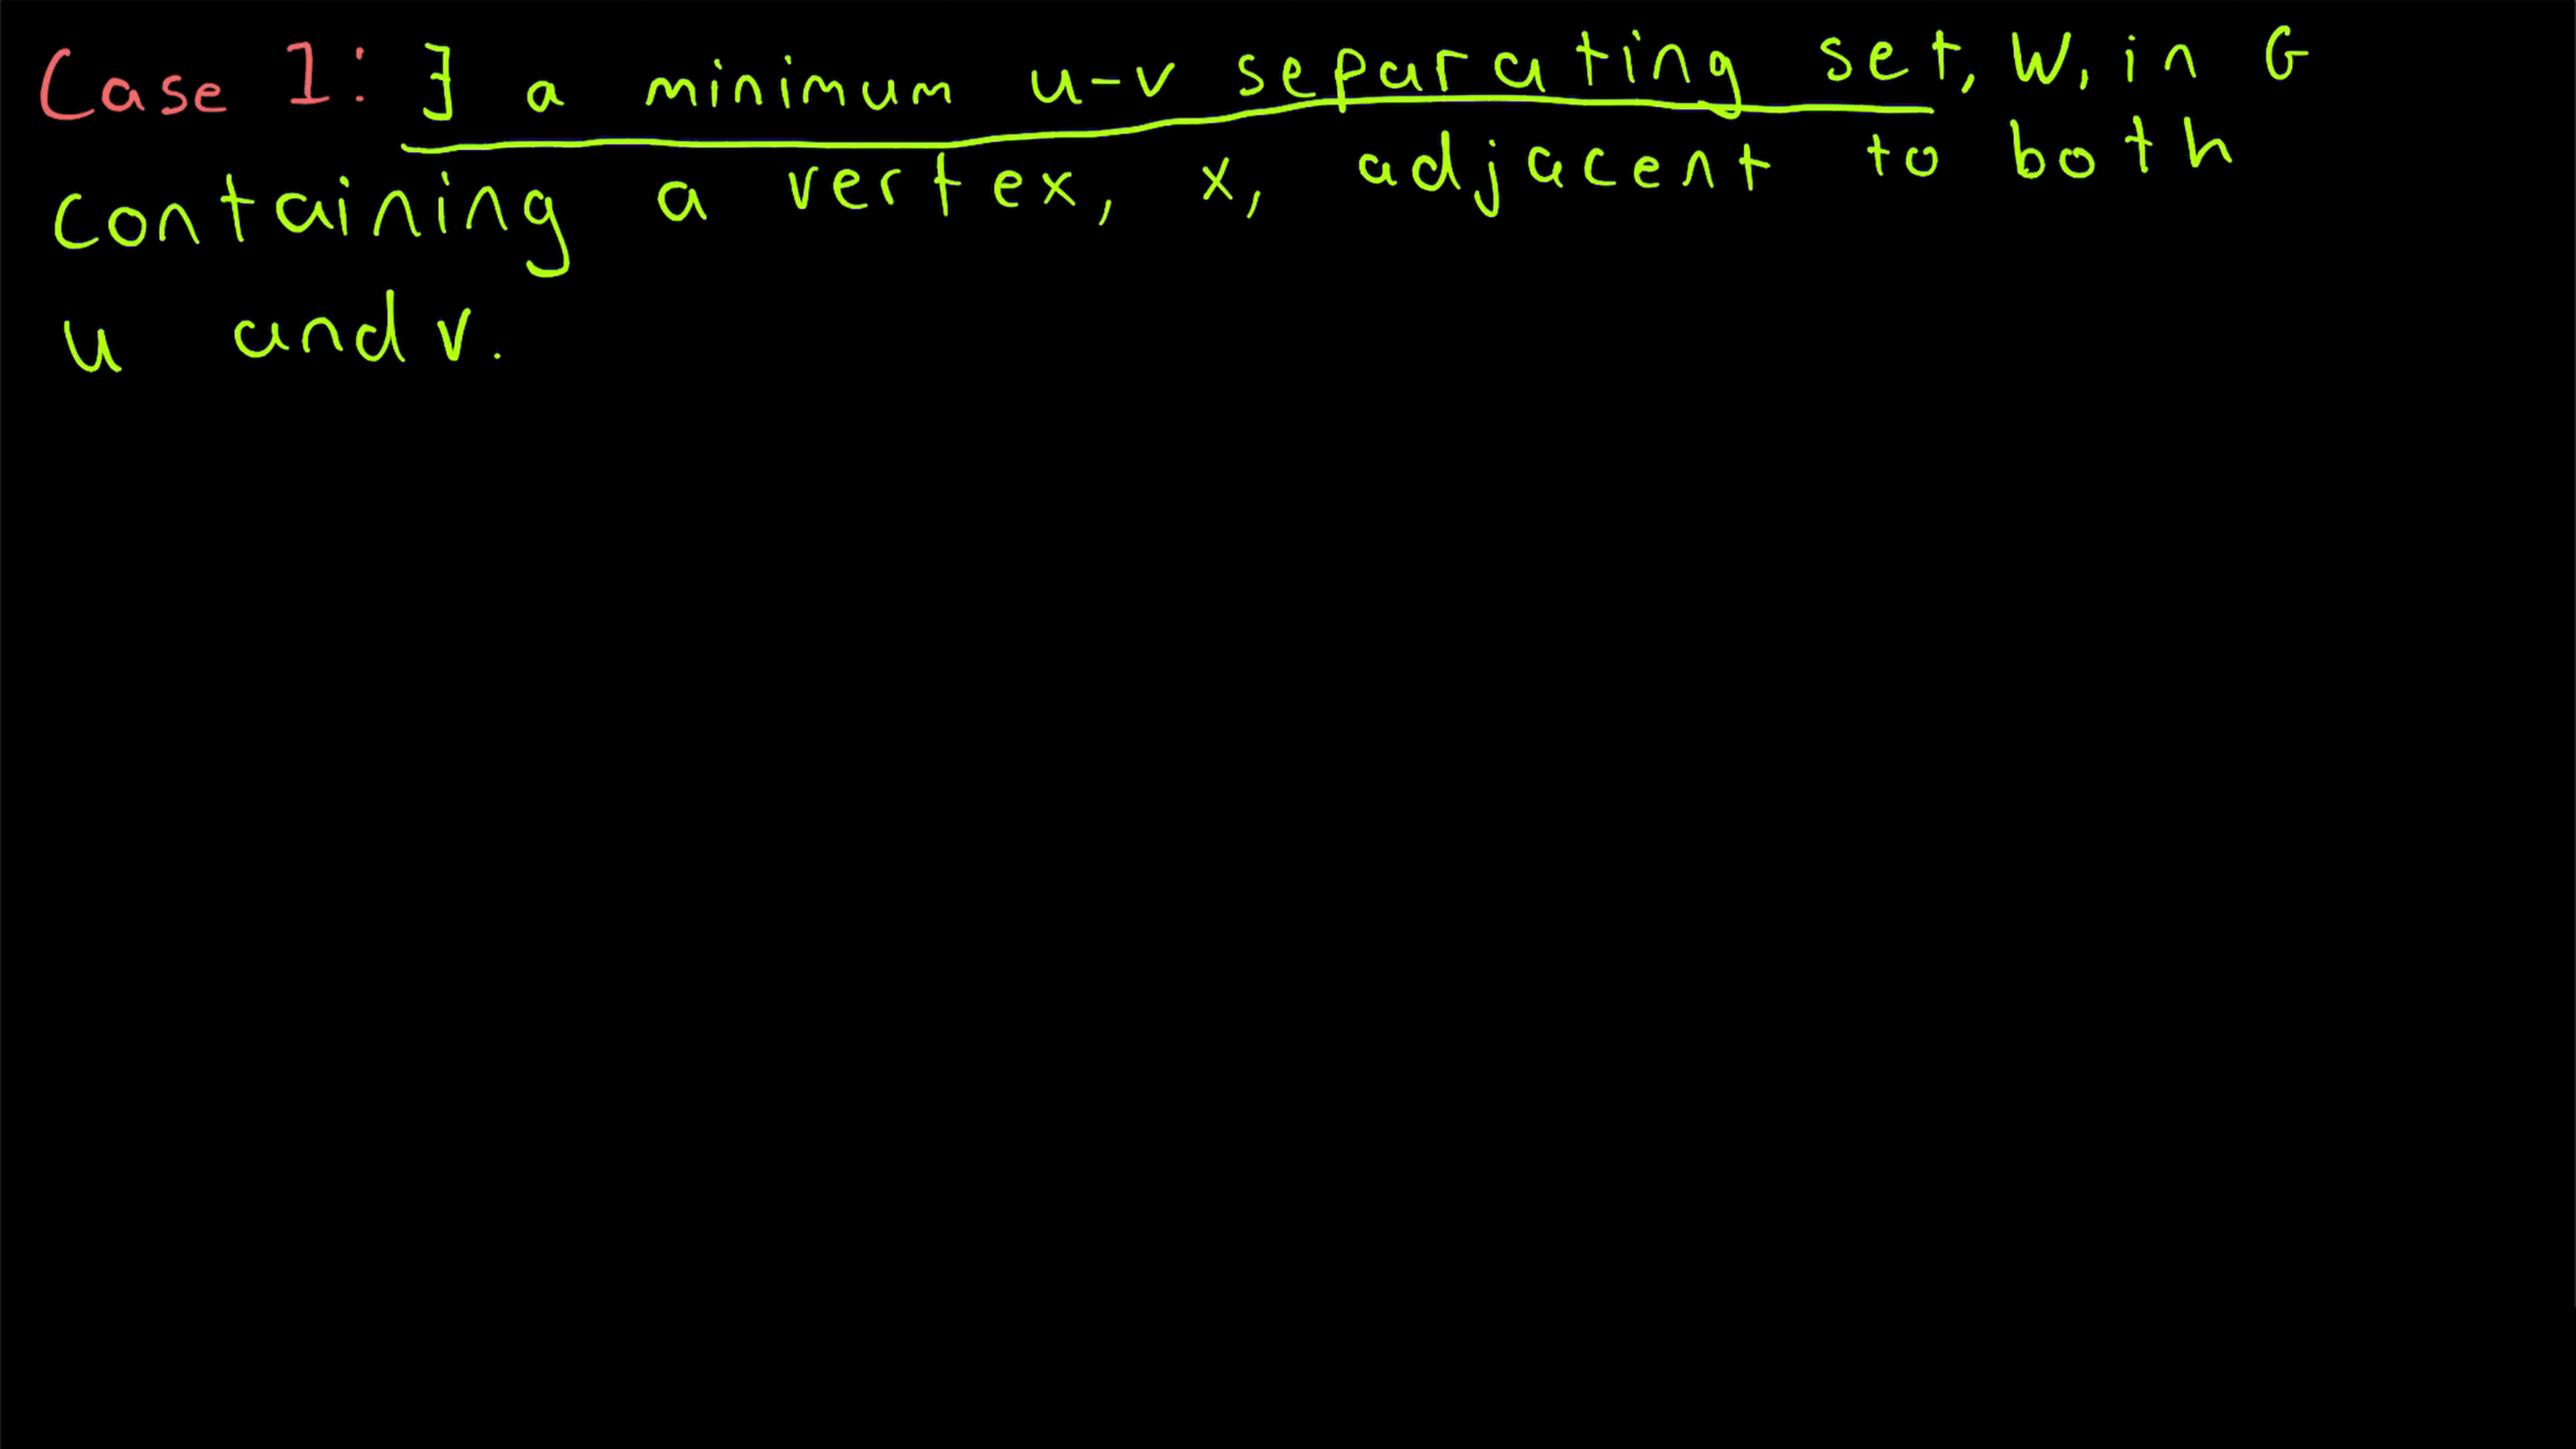 Case 1: ∃ a minimum u-v separating set, W, in G
containing a vertex, x, adjacent to both
u and v.